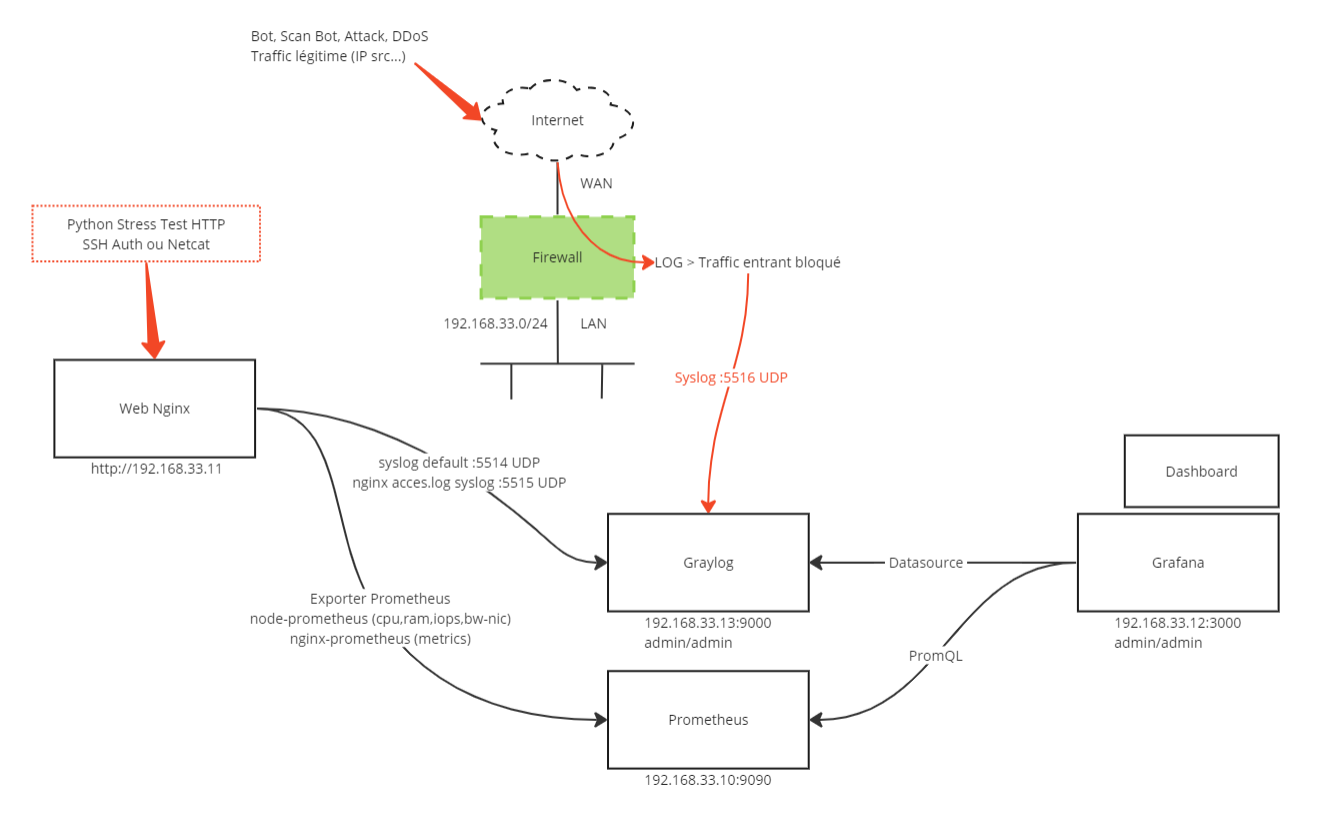 Bot, Scan Bot, Attack, DDoS
Traffic légitime (IP src...)
Internet
WAN
Python Stress Test HTTP
SSH Auth ou Netcat
Firewall
LOG > Traffic entrant bloqué
192.168.33.0/24
LAN
Syslog :5516 UDP
Web Nginx
http://192.168.33.11
syslog default :5514 UDP
nginx acces.log syslog :5515 UDP
Dashboard
Graylog
Datasource
Grafana
192.168.33.13:9000
admin/admin
192.168.33.12:3000
admin/admin
Exporter Prometheus
node-prometheus (cpu,ram,iops,bw-nic)
nginx-prometheus (metrics)
PromQL
Prometheus
192.168.33.10:9090